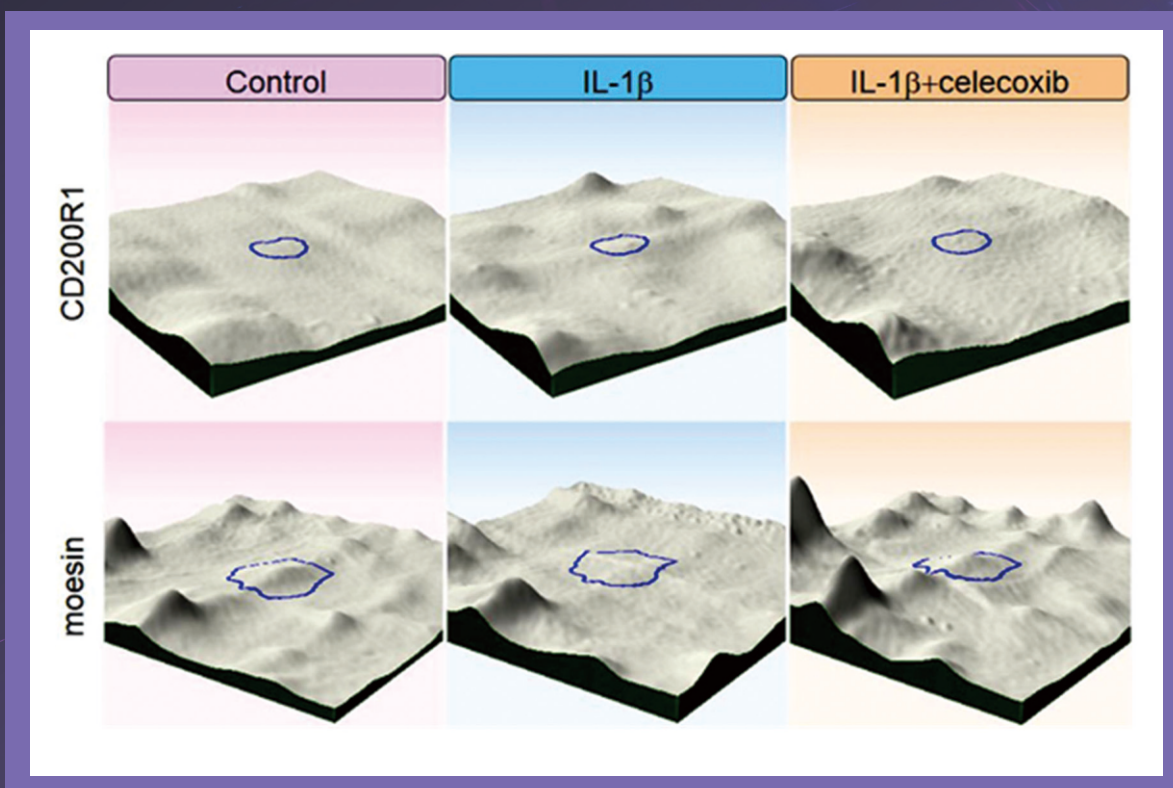 Control
IL-1β
IL-1β+celecoxib
CD200R1
moesin